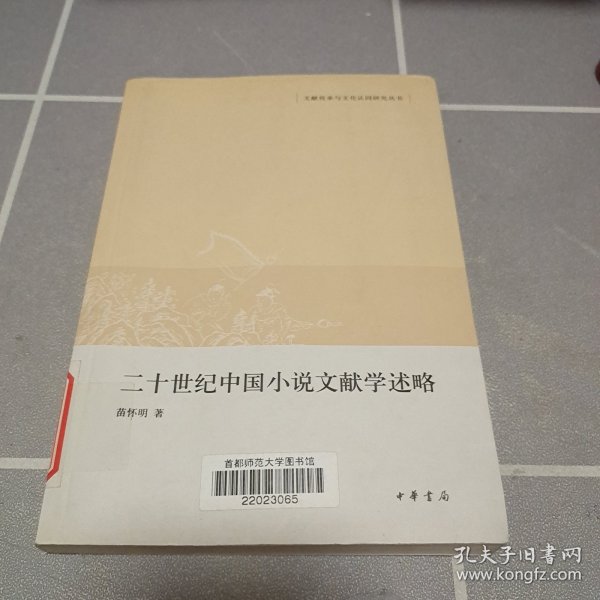 文献传承与文化认同研究丛书
二十世纪中国小说文献学述略
苗怀明 著
首都师范大学图书馆
22023065
中華書局
孔夫子旧书网
www.kongfz.com